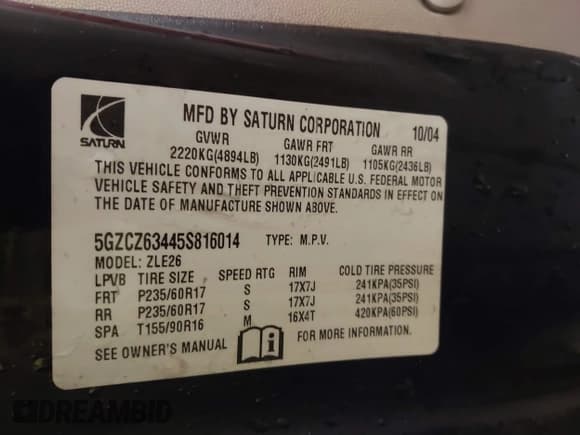 SATURN
MFD BY SATURN CORPORATION 10/04
GVWR GAWR FRT GAWR RR
2220KG(4894LB) 1130KG(2491LB) 1105KG(2436LB)
THIS VEHICLE CONFORMS TO ALL APPLICABLE U.S. FEDERAL MOTOR
VEHICLE SAFETY AND THEFT PREVENTION STANDARDS IN EFFECT ON
THE DATE OF MANUFACTURE SHOWN ABOVE.
5GZCZ63445S816014 TYPE: M.P.V.
MODEL: ZLE26
LPVB TIRE SIZE SPEED RTG RIM COLD TIRE PRESSURE
FRT P235/60R17 S 17X7J 241KPA(35PSI)
RR P235/60R17 S 17X7J 241KPA(35PSI)
SPA T155/90R16 M 16X4T 420KPA(60PSI)
SEE OWNER'S MANUAL i FOR MORE INFORMATION.
DREAMBID